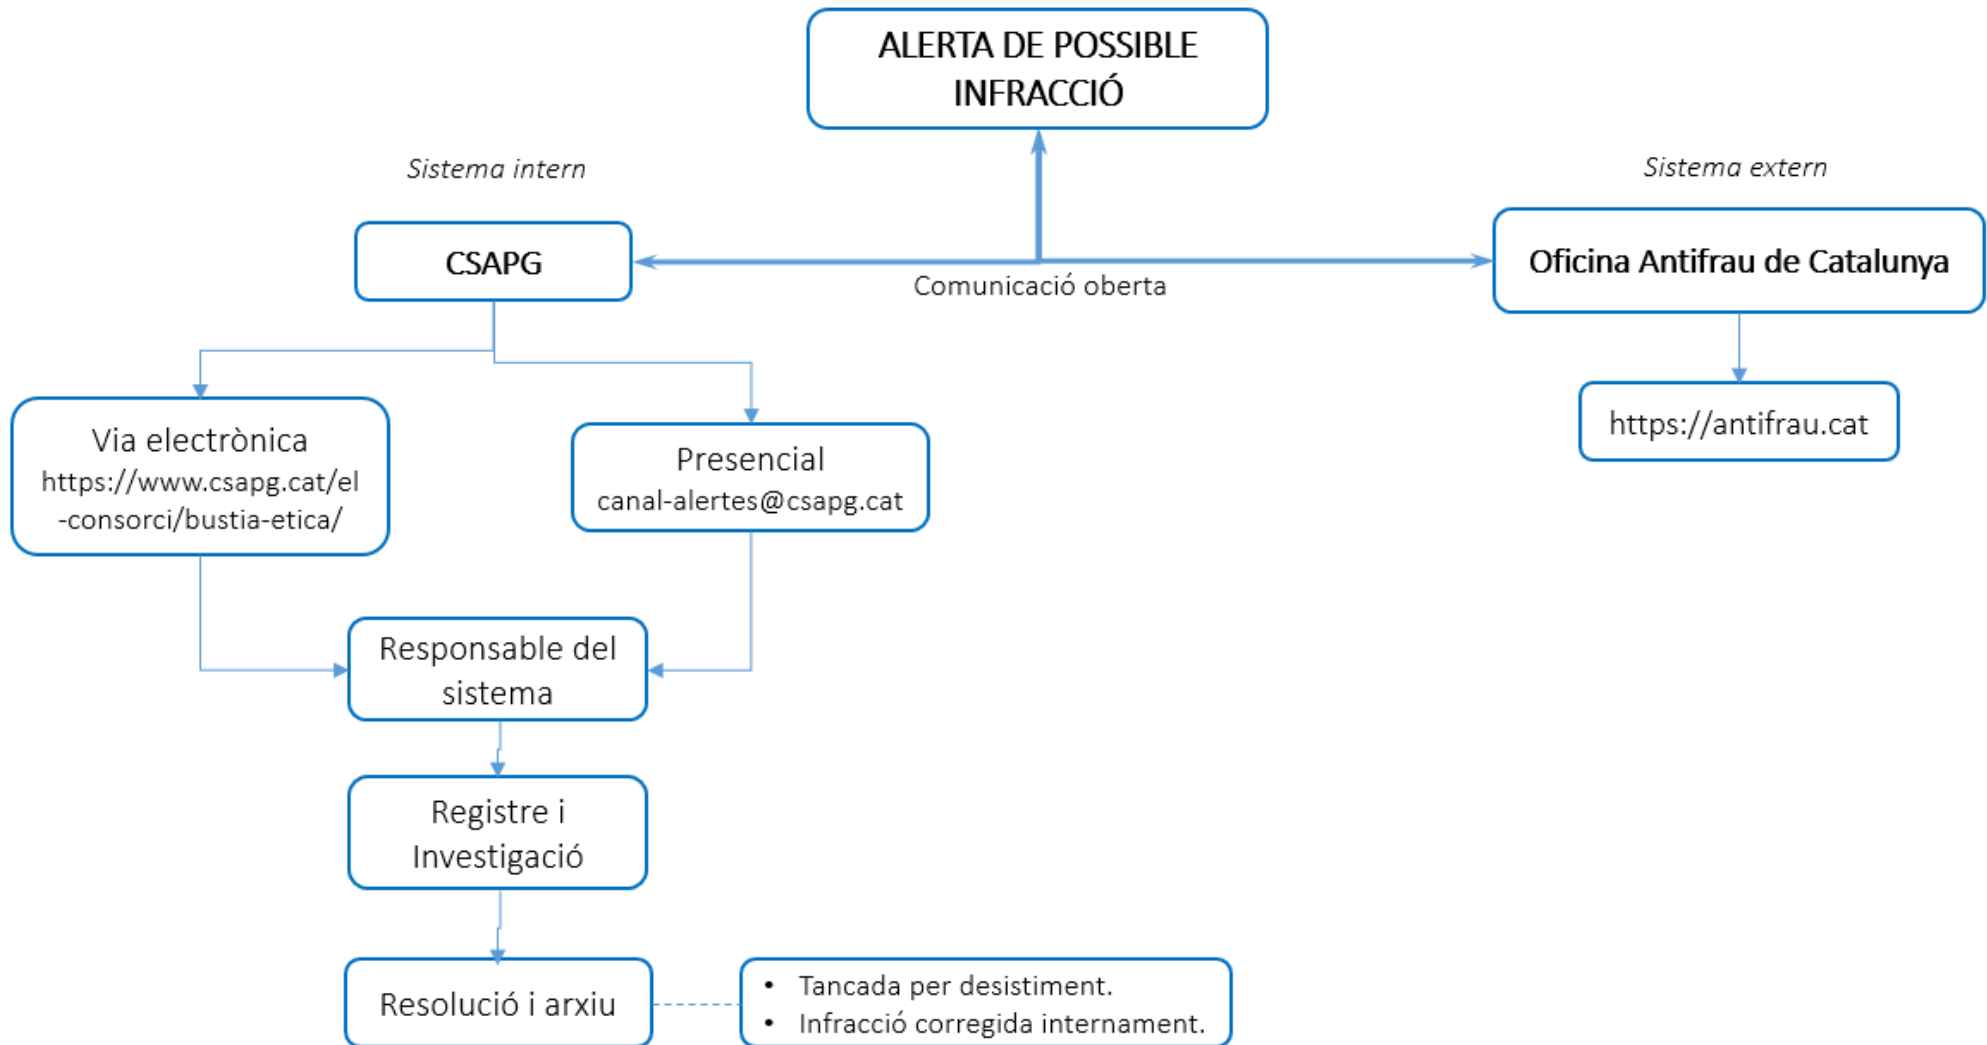 ALERTA DE POSSIBLE
INFRACCIÓ
Sistema intern
Sistema extern
CSAPG
Comunicació oberta
Oficina Antifrau de Catalunya
Via electrònica
https://www.csapg.cat/el
-consorci/bustia-etica/
Presencial
canal-alertes@csapg.cat
https://antifrau.cat
Responsable del
sistema
Registre i
Investigació
Resolució i arxiu
• Tancada per desistiment.
• Infracció corregida internament.